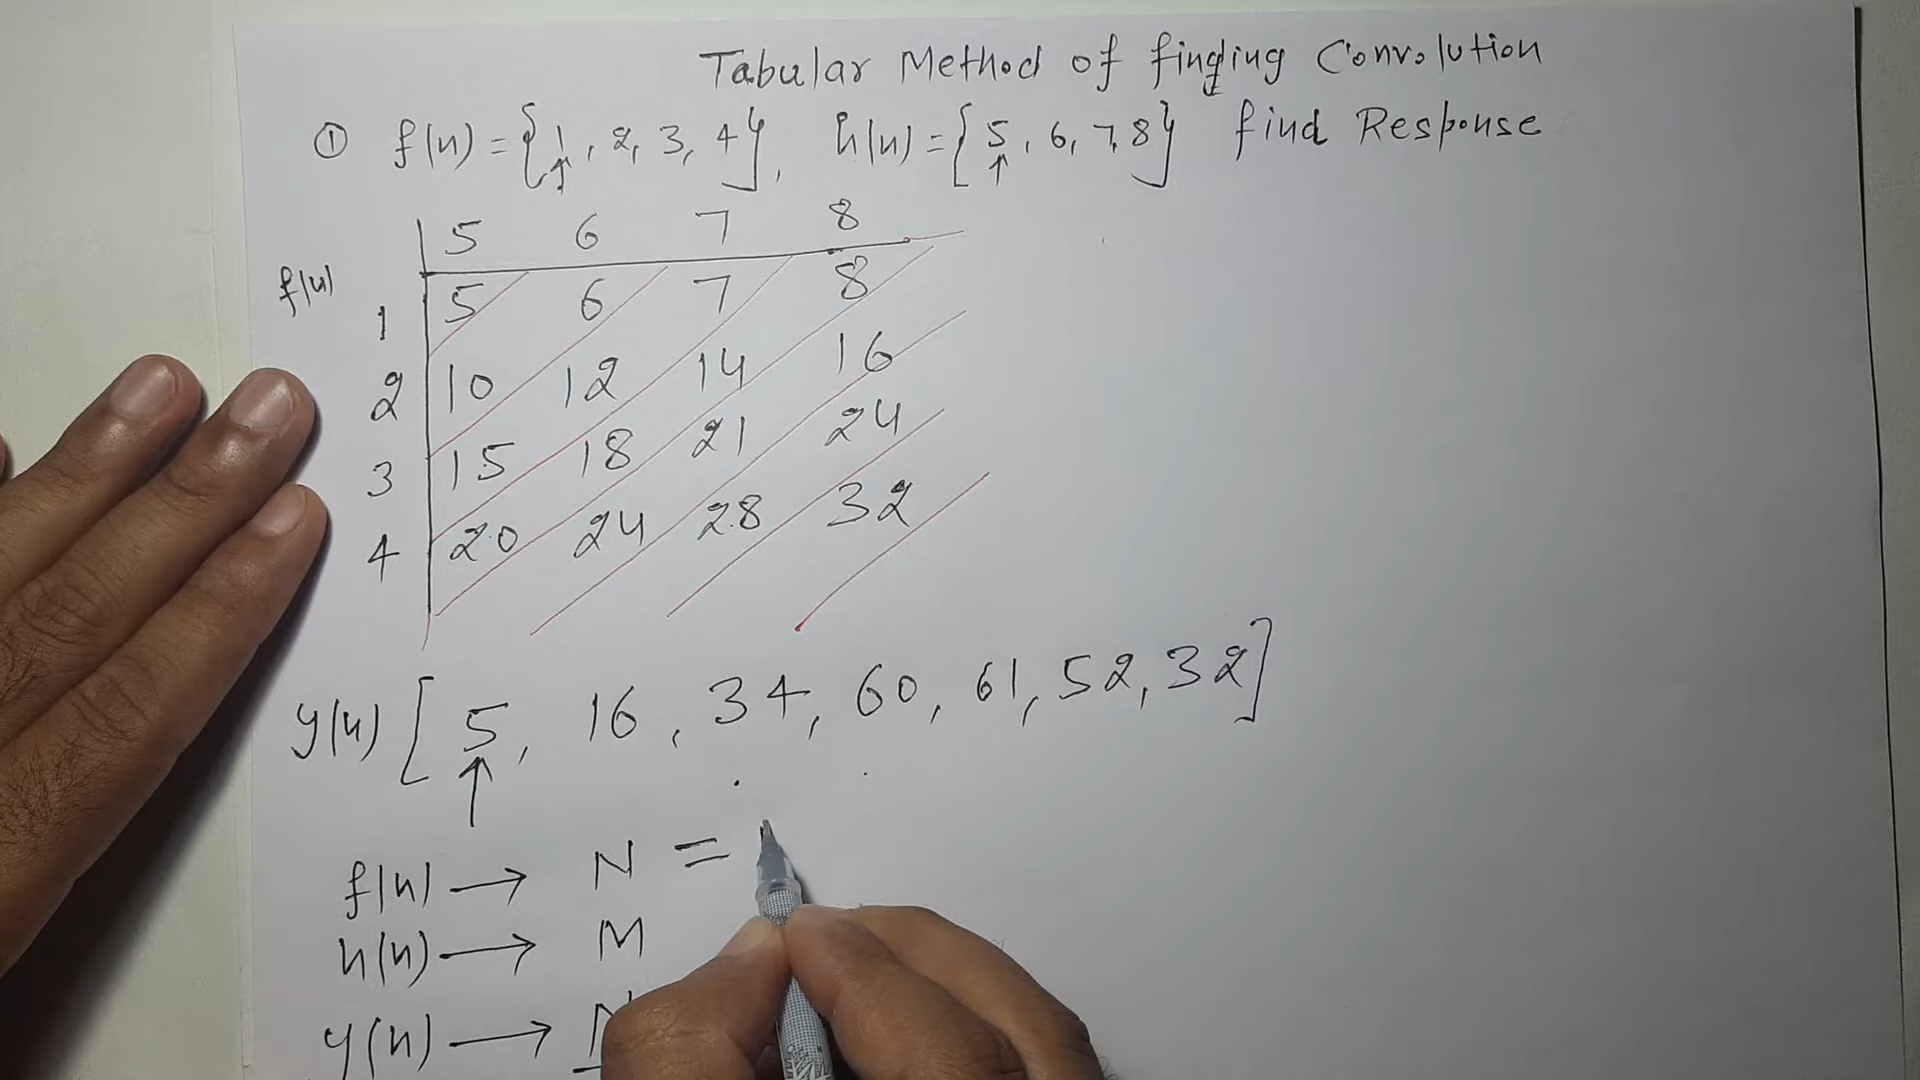 Tabular Method of finding Convolution
① f(n) = {1, 2, 3, 4}, h(n) = {5, 6, 7, 8} find Response
↑ ↑
5 6 7 8
f(n)
1 5 6 7 8
2 10 12 14 16
3 15 18 21 24
4 20 24 28 32
y(n) [5, 16, 34, 60, 61, 52, 32]
↑
f(n) → N =
h(n) → M
y(n) → N